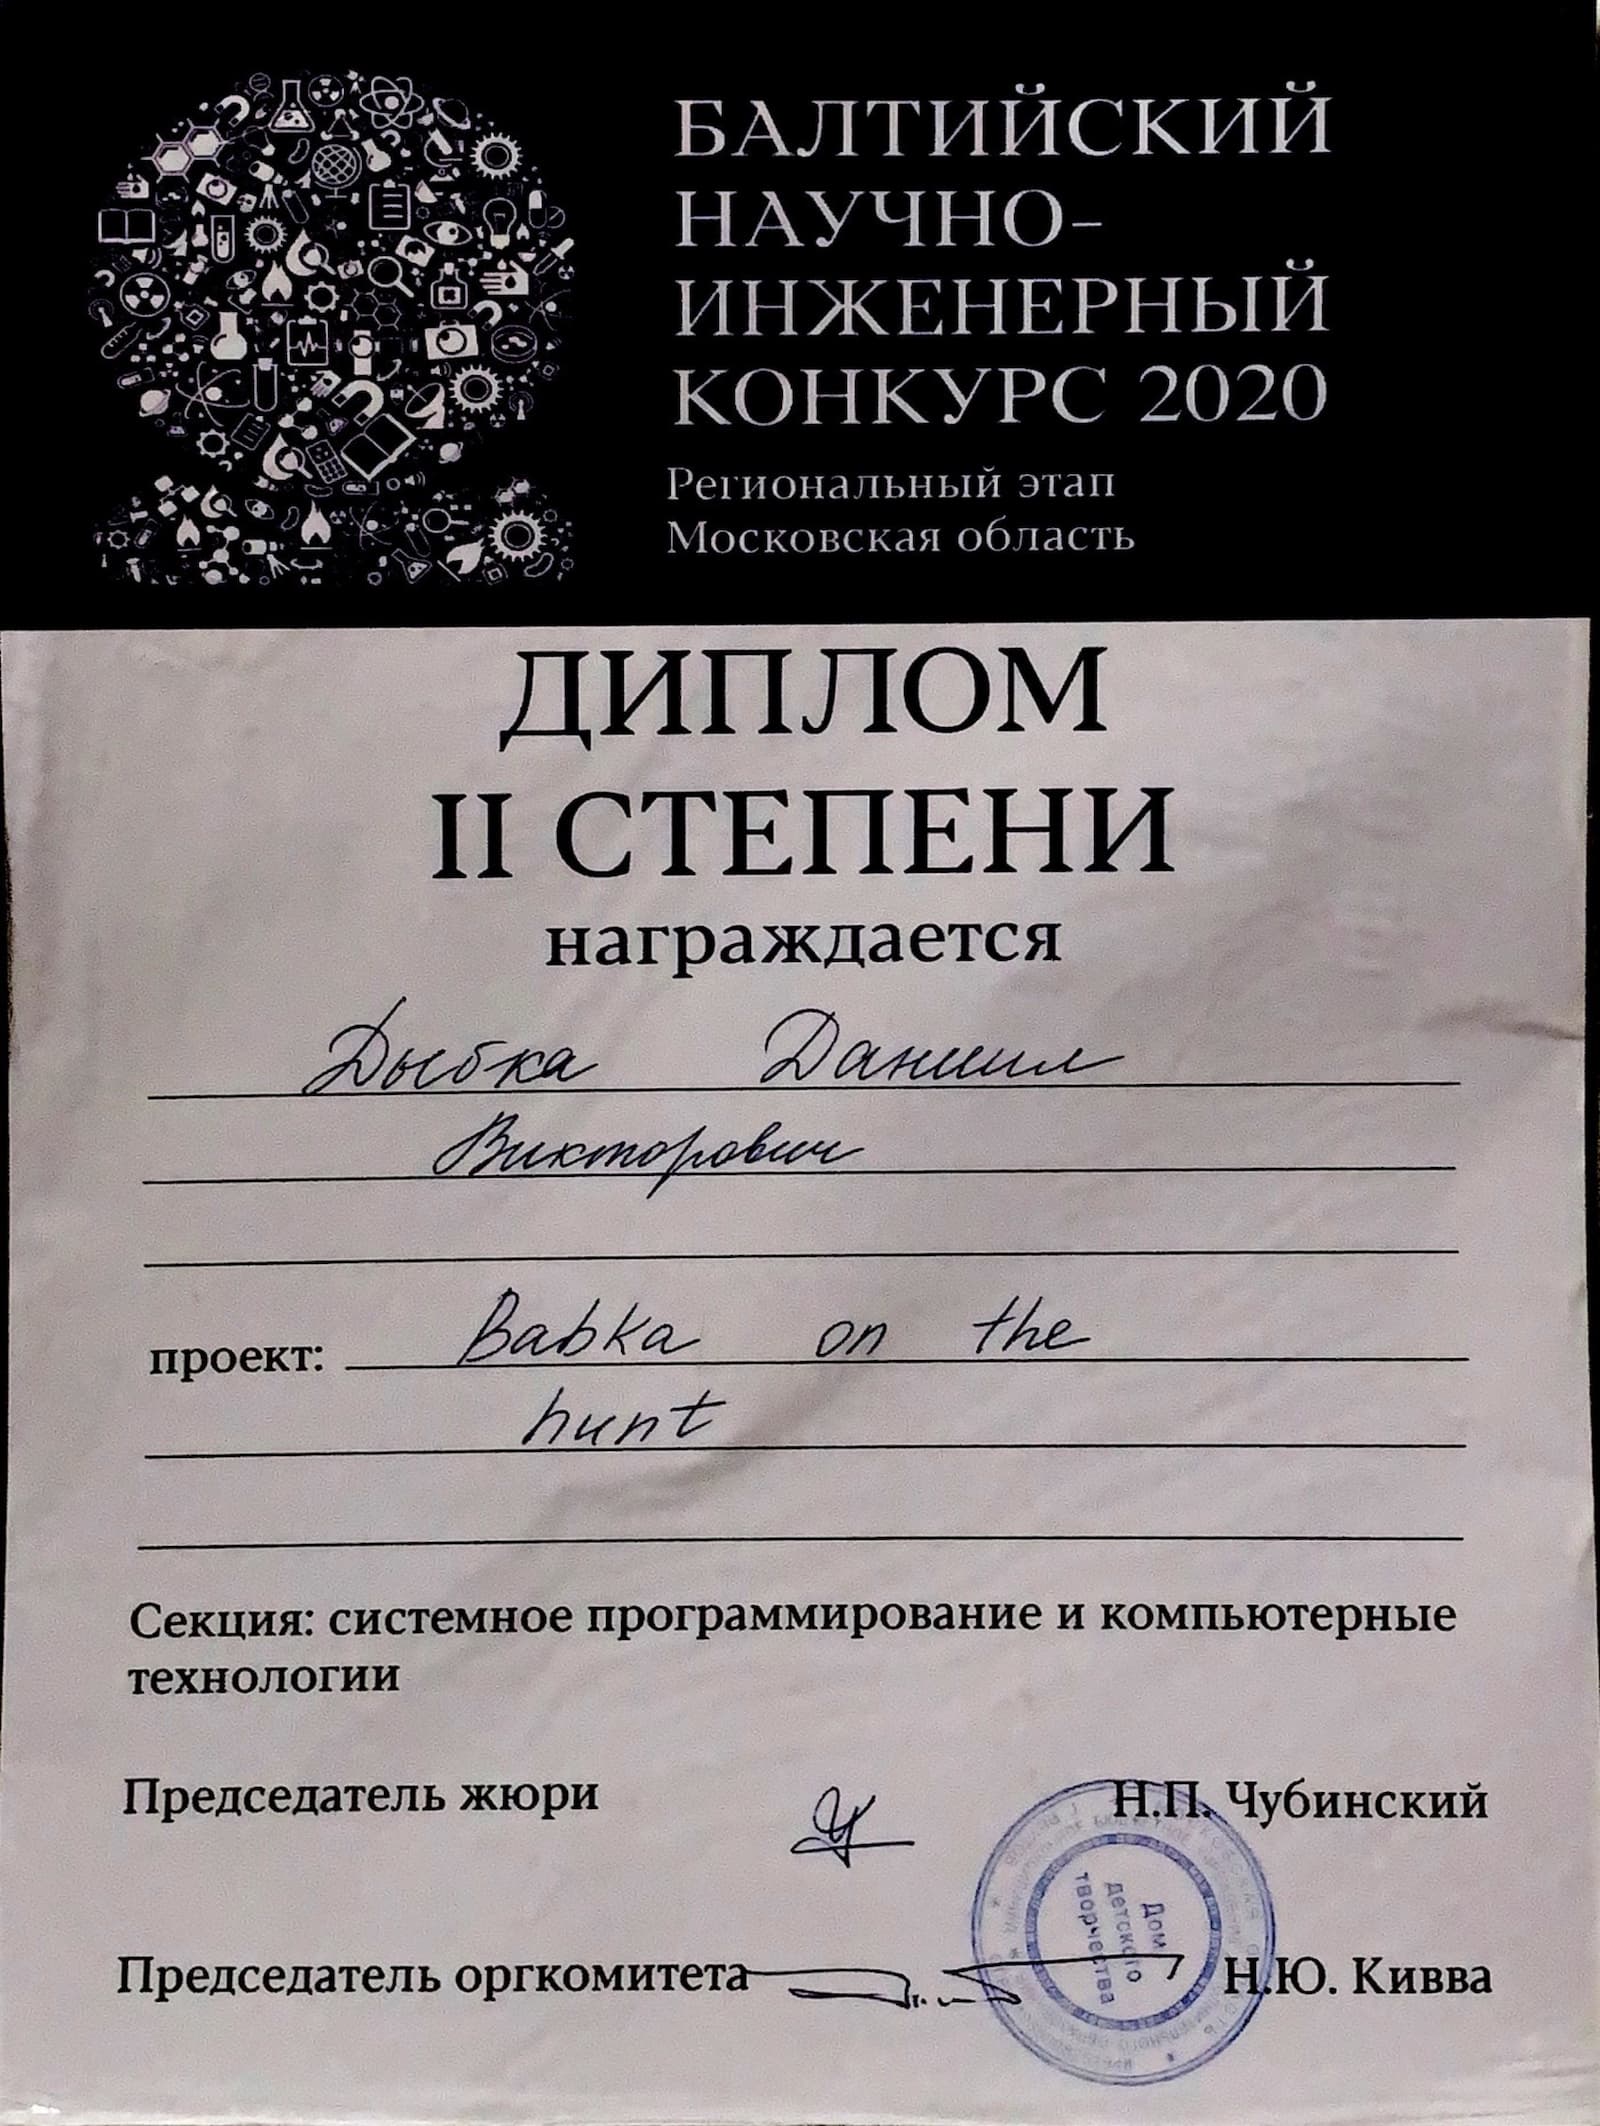 БАЛТИЙСКИЙ
НАУЧНО-
ИНЖЕНЕРНЫЙ
КОНКУРС 2020
Региональный этап
Московская область
ДИПЛОМ
II СТЕПЕНИ
награждается
Дыбка Даниил
Викторович
проект: Babka on the
hunt
Секция: системное программирование и компьютерные
технологии
Председатель жюри Н.П. Чубинский
Дом
детского
творчества
Председатель оргкомитета Н.Ю. Кивва